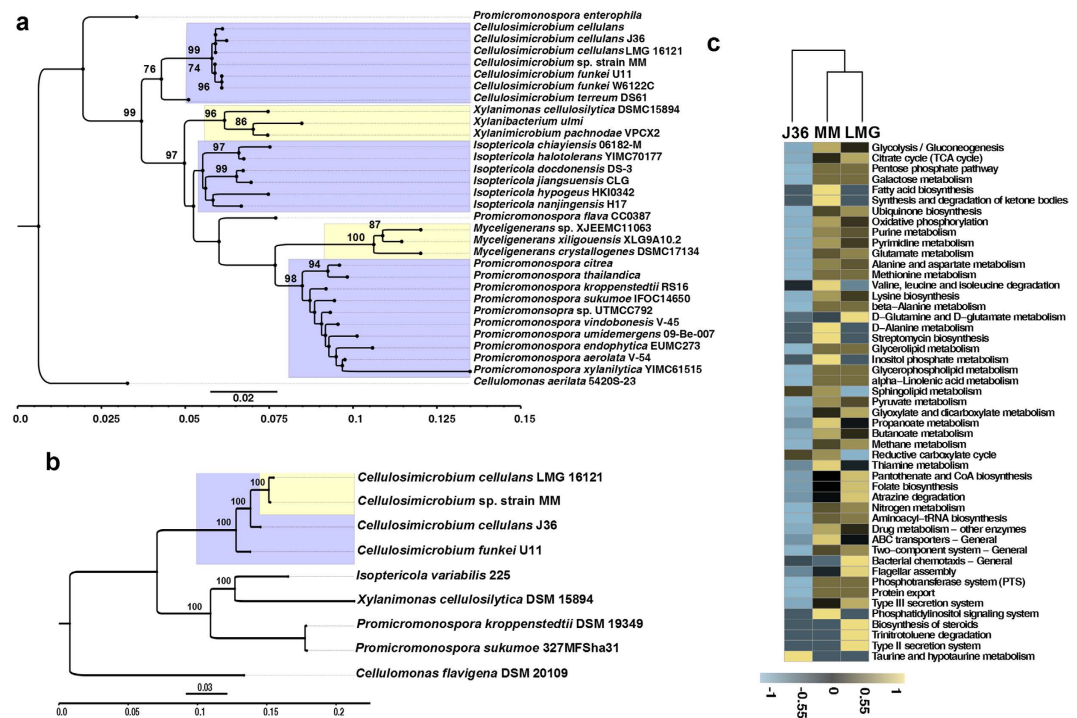 a
Promicromonospora enterophila
Cellulosimicrobium cellulans
Cellulosimicrobium cellulans J36
Cellulosimicrobium cellulans LMG 16121
Cellulosimicrobium sp. strain MM
Cellulosimicrobium funkei U11
Cellulosimicrobium funkei W6122C
Cellulosimicrobium terreum DS61
Xylanimonas cellulosilytica DSMC15894
Xylanibacterium ulmi
Xylanimicrobium pachnodae VPCX2
Isoptericola chiayiensis 06182-M
Isoptericola halotolerans YIMC70177
Isoptericola docdonensis DS-3
Isoptericola jiangsuensis CLG
Isoptericola hypogeus HKI0342
Isoptericola nanjingensis H17
Promicromonospora flava CC0387
Myceligenerans sp. XJEEMC11063
Myceligenerans xiligouensis XLG9A10.2
Myceligenerans crystallogenes DSMC17134
Promicromonospora citrea
Promicromonospora thailandica
Promicromonospora kroppenstedtii RS16
Promicromonospora sukumoe IFOC14650
Promicromonopsra sp. UTMCC792
Promicromonospora vindobonesis V-45
Promicromonospora umidemergens 09-Be-007
Promicromonospora endophytica EUMC273
Promicromonospora aerolata V-54
Promicromonospora xylanilytica YIMC61515
Cellulomonas aerilata 5420S-23
99
74
96
76
99
96
86
97
97
99
87
100
94
98
0.02
0.0 0.025 0.05 0.075 0.1 0.125 0.15
b
Cellulosimicrobium cellulans LMG 16121
Cellulosimicrobium sp. strain MM
Cellulosimicrobium cellulans J36
Cellulosimicrobium funkei U11
Isoptericola variabilis 225
Xylanimonas cellulosilytica DSM 15894
Promicromonospora kroppenstedtii DSM 19349
Promicromonospora sukumoe 327MFSha31
Cellulomonas flavigena DSM 20109
100
100
100
100
100
0.03
0.0 0.05 0.1 0.15 0.2
c
J36 MM LMG
Glycolysis / Gluconeogenesis
Citrate cycle (TCA cycle)
Pentose phosphate pathway
Galactose metabolism
Fatty acid biosynthesis
Synthesis and degradation of ketone bodies
Ubiquinone biosynthesis
Oxidative phosphorylation
Purine metabolism
Pyrimidine metabolism
Glutamate metabolism
Alanine and aspartate metabolism
Methionine metabolism
Valine, leucine and isoleucine degradation
Lysine biosynthesis
beta−Alanine metabolism
D−Glutamine and D−glutamate metabolism
D−Alanine metabolism
Streptomycin biosynthesis
Glycerolipid metabolism
Inositol phosphate metabolism
Glycerophospholipid metabolism
alpha−Linolenic acid metabolism
Sphingolipid metabolism
Pyruvate metabolism
Glyoxylate and dicarboxylate metabolism
Propanoate metabolism
Butanoate metabolism
Methane metabolism
Reductive carboxylate cycle
Thiamine metabolism
Pantothenate and CoA biosynthesis
Folate biosynthesis
Atrazine degradation
Nitrogen metabolism
Aminoacyl−tRNA biosynthesis
Drug metabolism − other enzymes
ABC transporters − General
Two−component system − General
Bacterial chemotaxis − General
Flagellar assembly
Phosphotransferase system (PTS)
Protein export
Type III secretion system
Phosphatidylinositol signaling system
Biosynthesis of steroids
Trinitrotoluene degradation
Type II secretion system
Taurine and hypotaurine metabolism
-1 -0.55 0 0.55 1